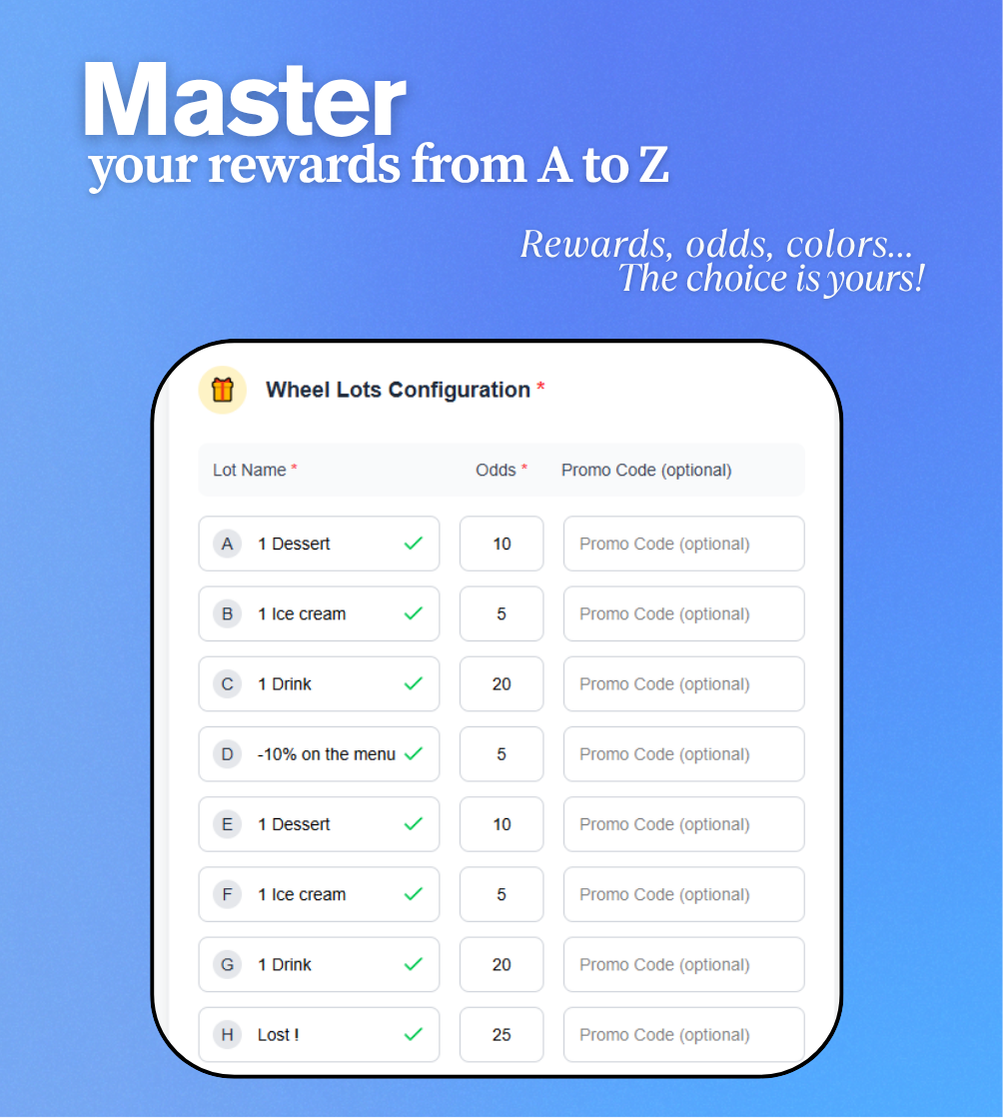 Master
your rewards from A to Z
Rewards, odds, colors...
The choice is yours!
Wheel Lots Configuration *
Lot Name * Odds * Promo Code (optional)
A 1 Dessert 10 Promo Code (optional)
B 1 Ice cream 5 Promo Code (optional)
C 1 Drink 20 Promo Code (optional)
D -10% on the menu 5 Promo Code (optional)
E 1 Dessert 10 Promo Code (optional)
F 1 Ice cream 5 Promo Code (optional)
G 1 Drink 20 Promo Code (optional)
H Lost ! 25 Promo Code (optional)